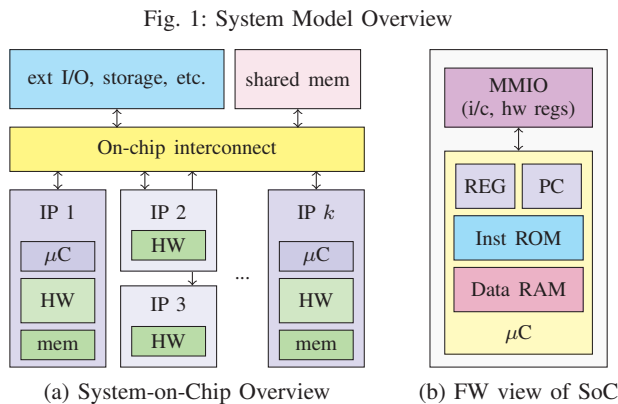 Fig. 1: System Model Overview
ext I/O, storage, etc.
shared mem
On-chip interconnect
IP 1
μC
HW
mem
IP 2
HW
IP 3
HW
...
IP k
μC
HW
mem
(a) System-on-Chip Overview
MMIO
(i/c, hw regs)
REG
PC
Inst ROM
Data RAM
μC
(b) FW view of SoC